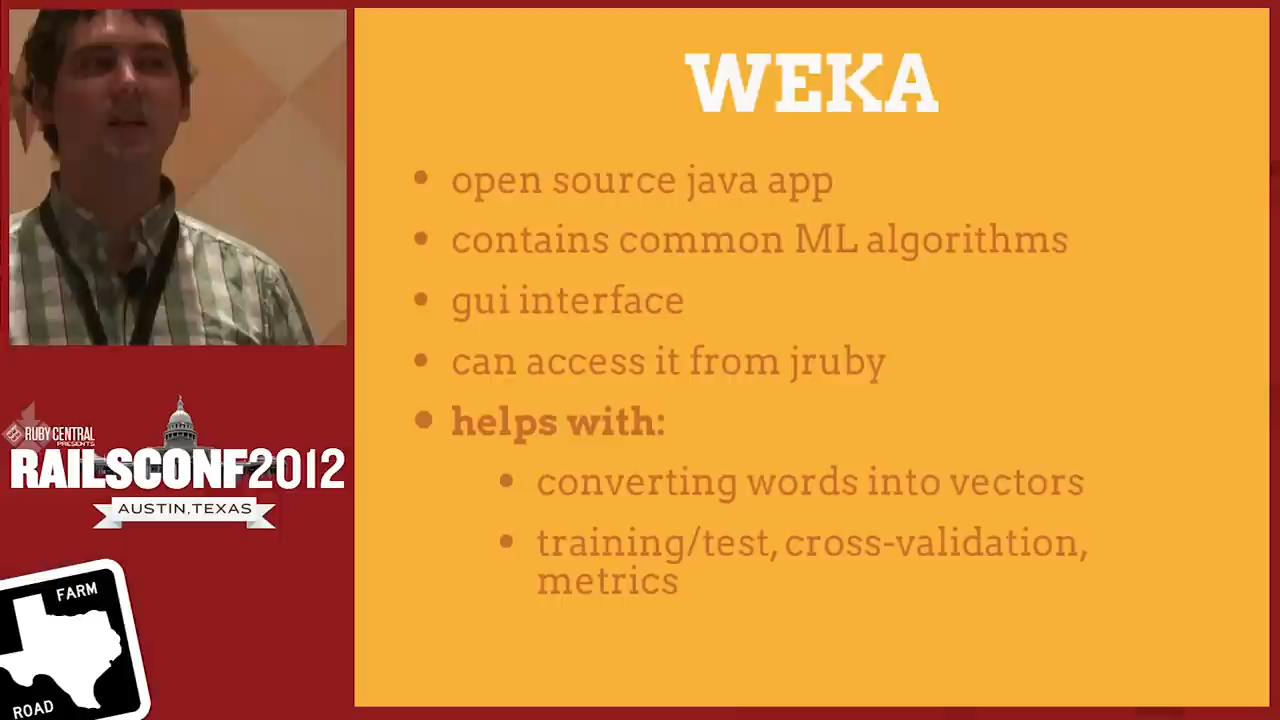 WEKA
• open source java app
• contains common ML algorithms
• gui interface
• can access it from jruby
• helps with:
• converting words into vectors
• training/test, cross-validation,
metrics
RUBY CENTRAL
PRESENTS
RAILSCONF2012
AUSTIN, TEXAS
FARM
ROAD